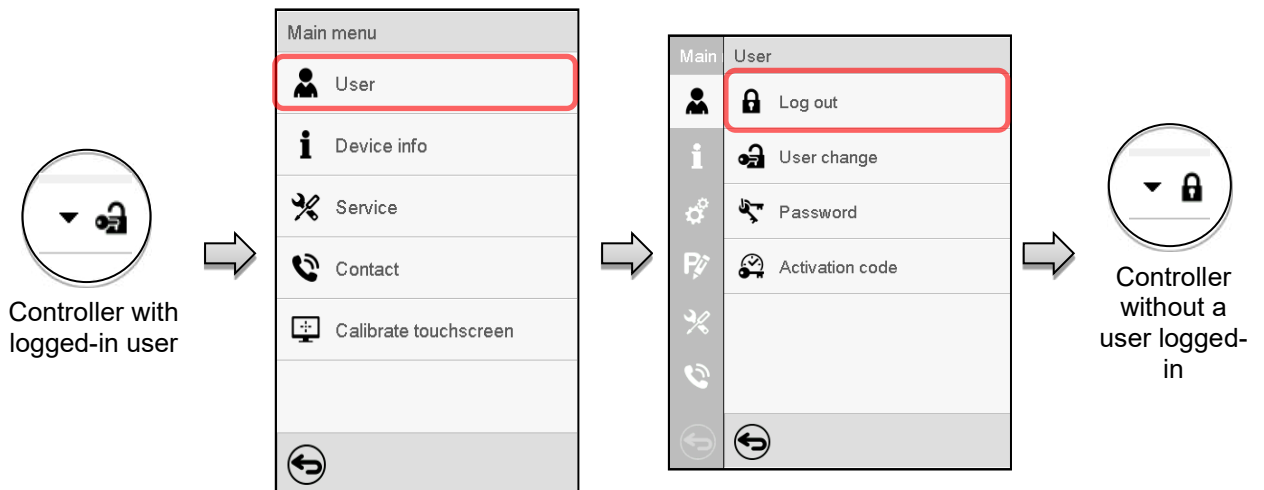 Controller with
logged-in user
Main menu
User
Device info
Service
Contact
Calibrate touchscreen
Main
User
Log out
User change
Password
Activation code
Controller
without a
user logged-
in